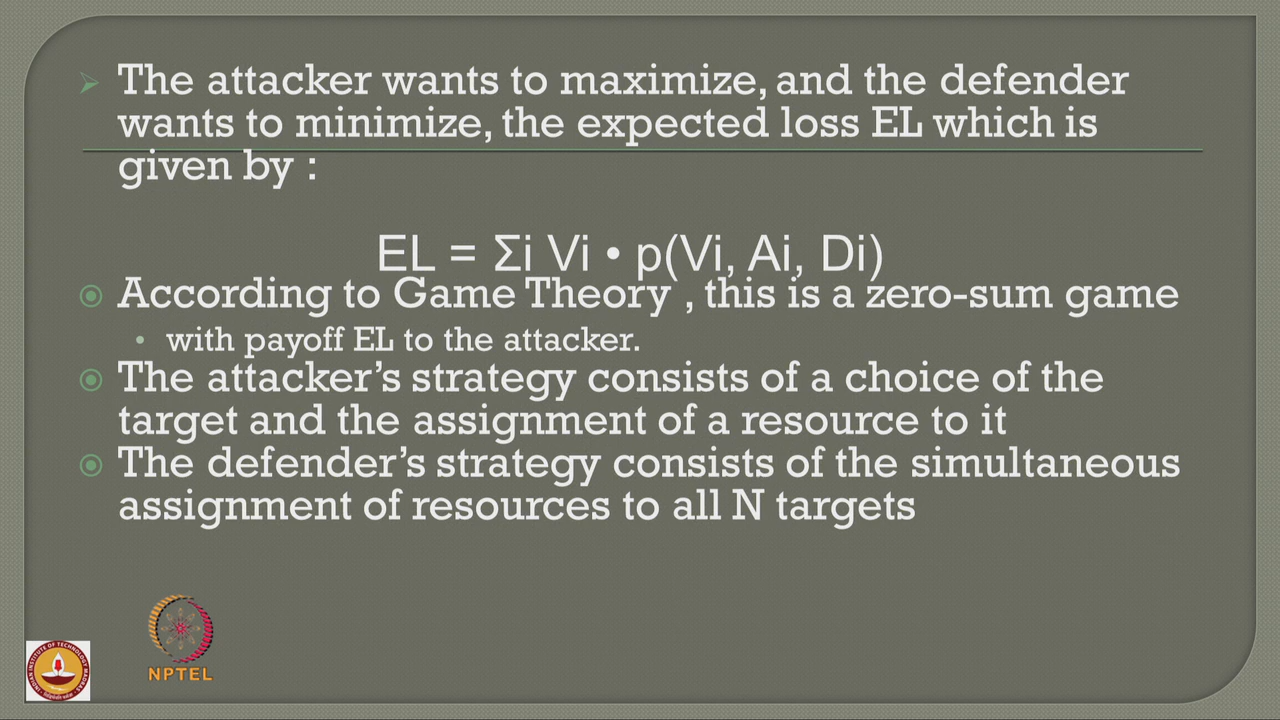 The attacker wants to maximize, and the defender
wants to minimize, the expected loss EL which is
given by :
EL = Σi Vi • p(Vi, Ai, Di)
According to Game Theory , this is a zero-sum game
with payoff EL to the attacker.
The attacker’s strategy consists of a choice of the
target and the assignment of a resource to it
The defender’s strategy consists of the simultaneous
assignment of resources to all N targets
NPTEL